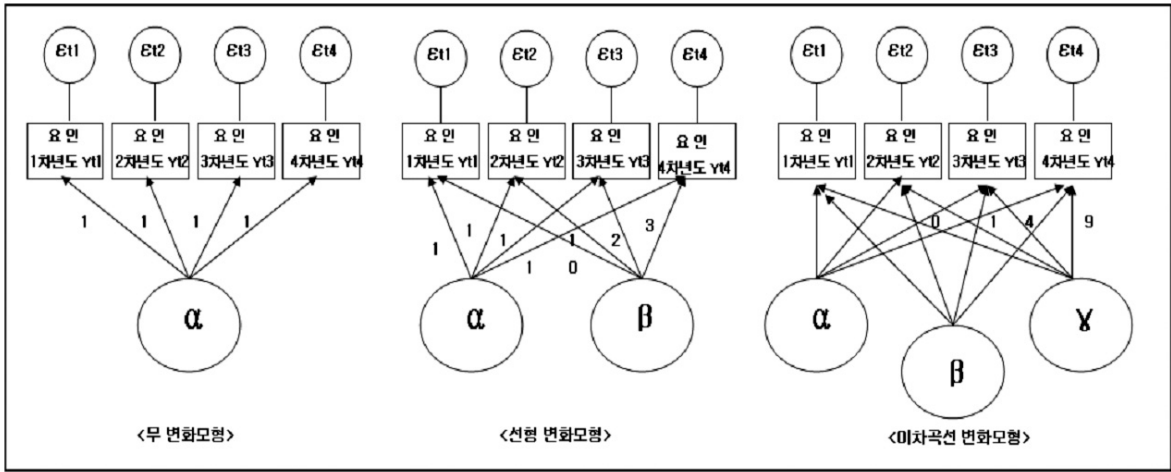 εt1 εt2 εt3 εt4
요 인 요 인 요 인 요 인
1차년도 Yt1 2차년도 Yt2 3차년도 Yt3 4차년도 Yt4
1 1 1 1
α
<무 변화모형>
εt1 εt2 εt3 εt4
요 인 요 인 요 인 요 인
1차년도 Yt1 2차년도 Yt2 3차년도 Yt3 4차년도 Yt4
1 1 1 1 2 3
1 0
α β
<선형 변화모형>
εt1 εt2 εt3 εt4
요 인 요 인 요 인 요 인
1차년도 Yt1 2차년도 Yt2 3차년도 Yt3 4차년도 Yt4
0 1 4 9
α β γ
<이차곡선 변화모형>